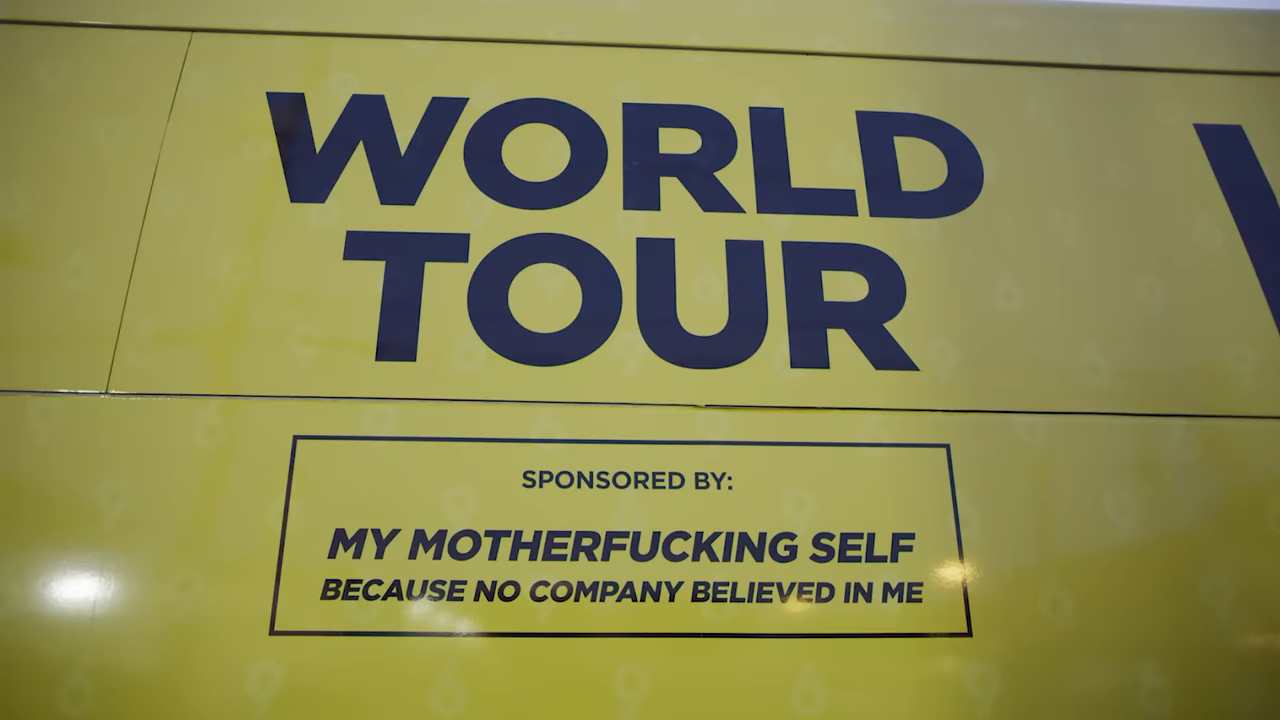 WORLD
TOUR
SPONSORED BY:
MY MOTHERFUCKING SELF
BECAUSE NO COMPANY BELIEVED IN ME